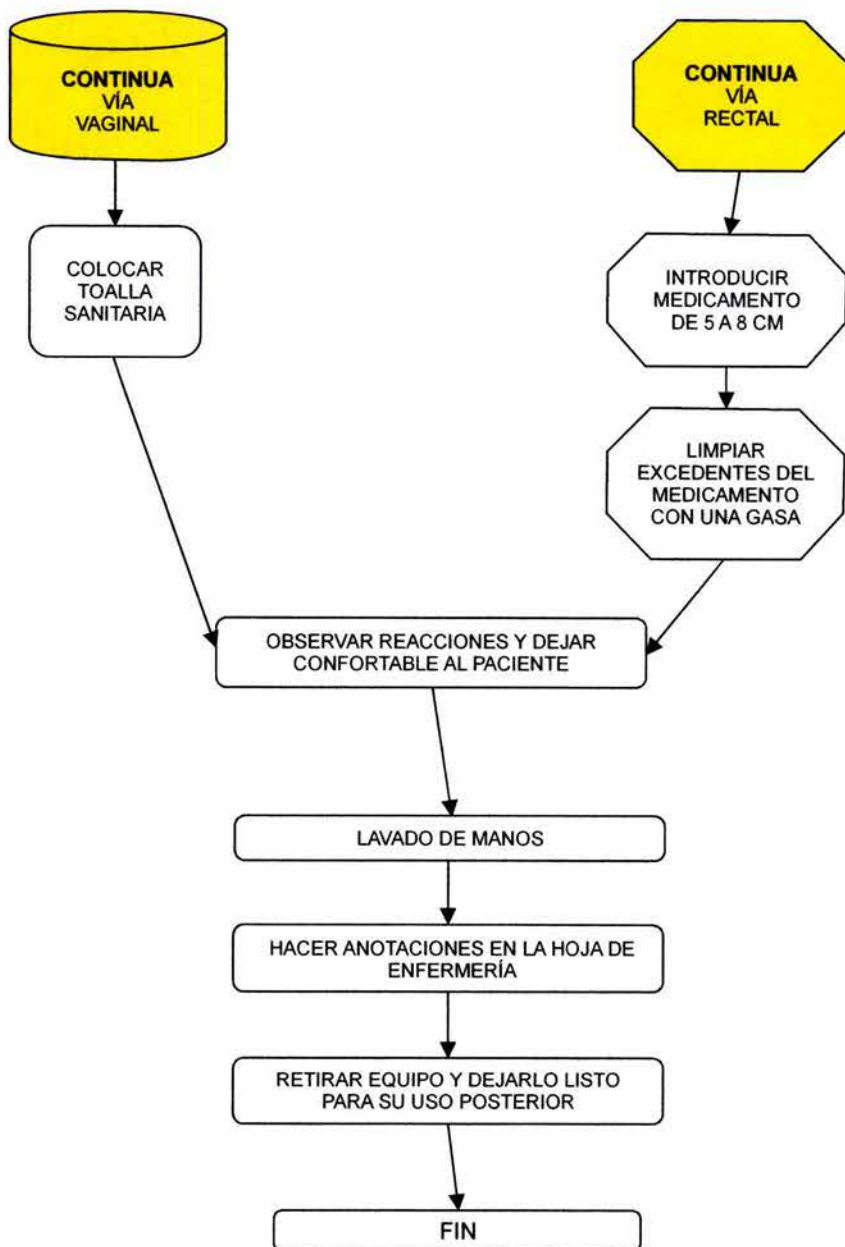 CONTINUA
VÍA
VAGINAL
CONTINUA
VÍA
RECTAL
COLOCAR
TOALLA
SANITARIA
INTRODUCIR
MEDICAMENTO
DE 5 A 8 CM
LIMPIAR
EXCEDENTES DEL
MEDICAMENTO
CON UNA GASA
OBSERVAR REACCIONES Y DEJAR
CONFORTABLE AL PACIENTE
LAVADO DE MANOS
HACER ANOTACIONES EN LA HOJA DE
ENFERMERÍA
RETIRAR EQUIPO Y DEJARLO LISTO
PARA SU USO POSTERIOR
FIN